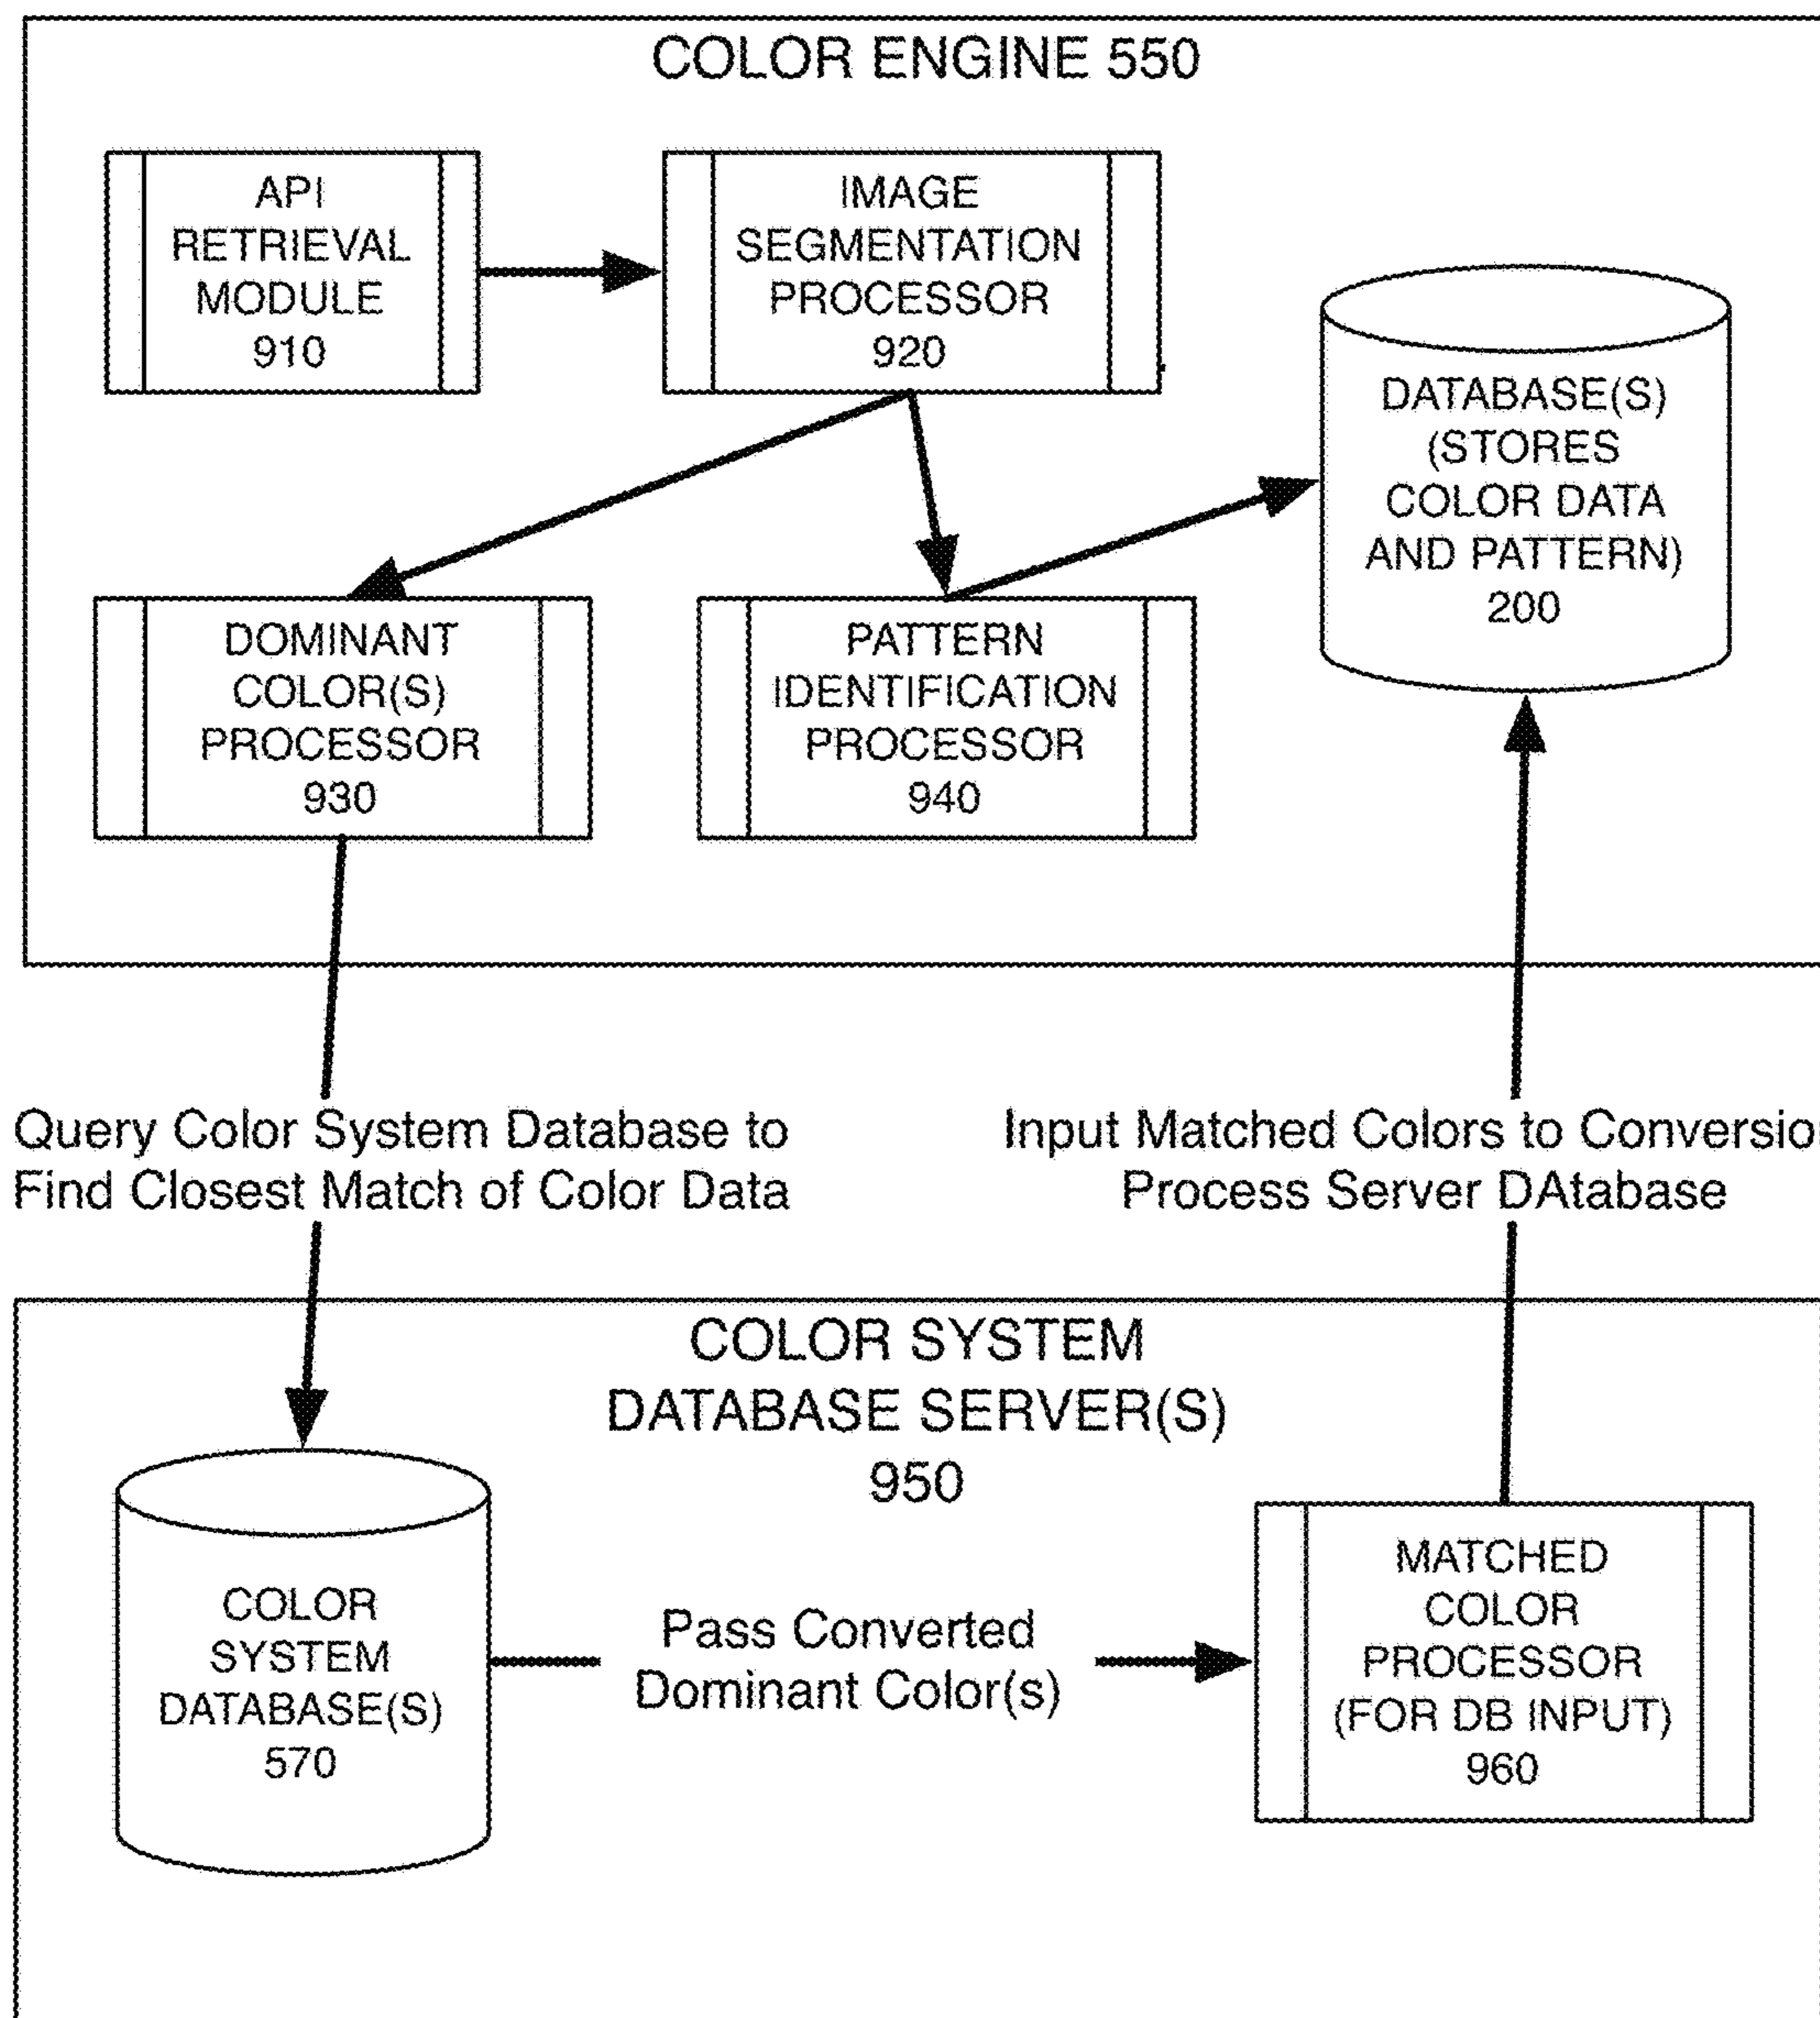 COLOR ENGINE 550
API
RETRIEVAL
MODULE
910
IMAGE
SEGMENTATION
PROCESSOR
920
DATABASE(S)
(STORES
COLOR DATA
AND PATTERN)
200
DOMINANT
COLOR(S)
PROCESSOR
930
PATTERN
IDENTIFICATION
PROCESSOR
940
Query Color System Database to
Find Closest Match of Color Data
Input Matched Colors to Conversion
Process Server DAtabase
COLOR SYSTEM
DATABASE SERVER(S)
950
COLOR
SYSTEM
DATABASE(S)
570
Pass Converted
Dominant Color(s)
MATCHED
COLOR
PROCESSOR
(FOR DB INPUT)
960